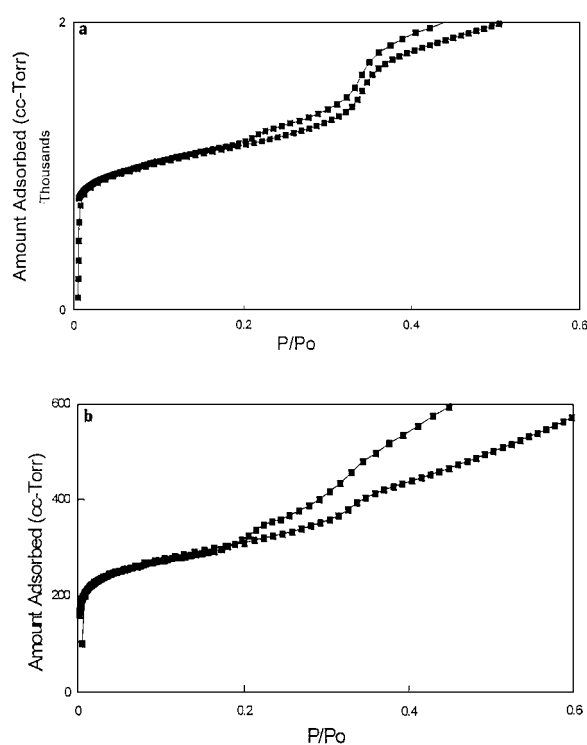 a
2
Amount Adsorbed (cc-Torr)
Thousands
0
0
0.2
0.4
0.6
P/Po
b
600
400
200
0
Amount Adsorbed (cc-Torr)
0
0.2
0.4
0.6
P/Po